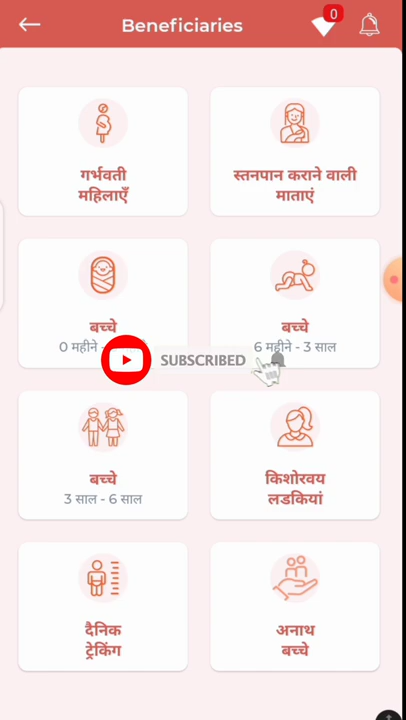 Beneficiaries
0
गर्भवती
महिलाएँ
स्तनपान कराने वाली
माताएं
बच्चे
0 महीने -
बच्चे
6 महीने - 3 साल
SUBSCRIBED
बच्चे
3 साल - 6 साल
किशोरवय
लडकियां
दैनिक
ट्रेकिंग
अनाथ
बच्चे